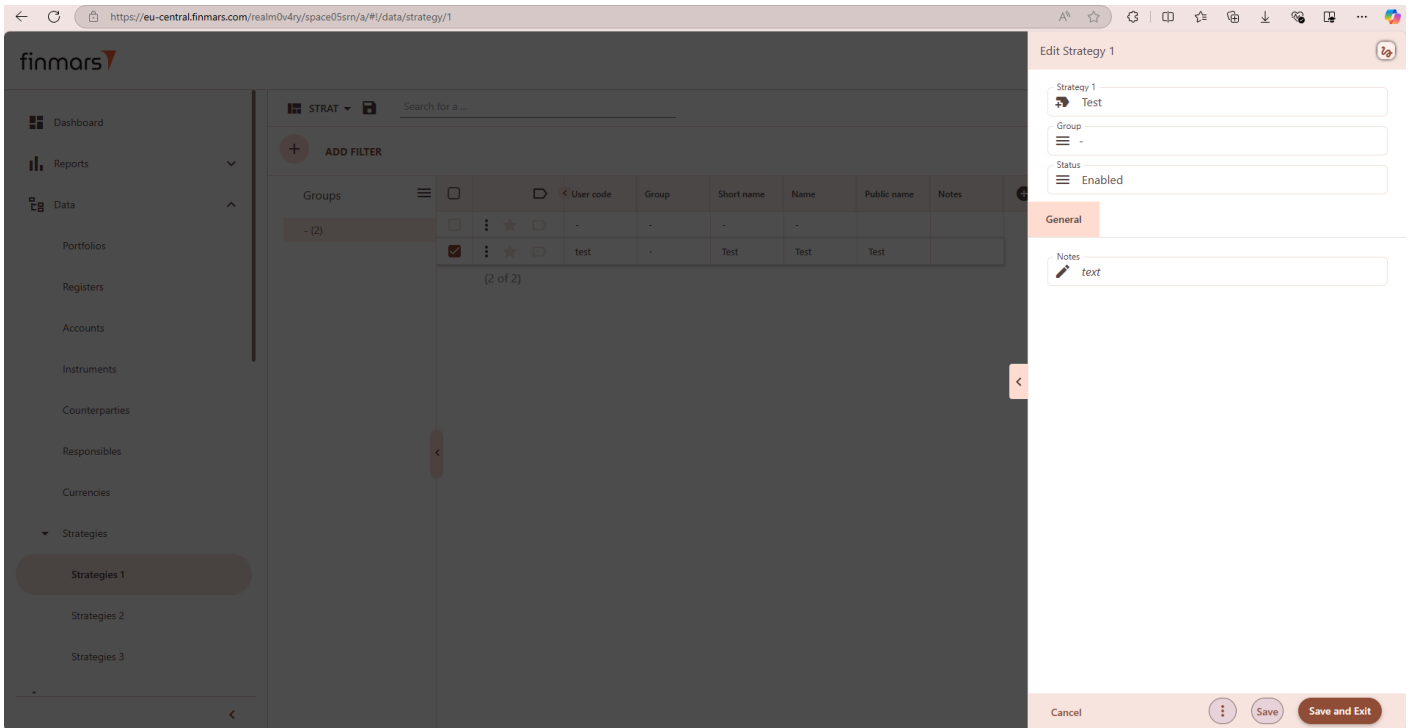 https://eu-central.finmars.com/realm0v4ry/space05srn/a/#!/data/strategy/1
finmars
Dashboard
Reports
Data
Portfolios
Registers
Accounts
Instruments
Counterparties
Responsibles
Currencies
Strategies
Strategies 1
Strategies 2
Strategies 3
STRAT
Search for a ...
ADD FILTER
Groups
- (2)
User code Group Short name Name Public name Notes
- - - -
test - Test Test Test
(2 of 2)
Edit Strategy 1
Strategy 1
Test
Group
-
Status
Enabled
General
Notes
text
Cancel Save Save and Exit